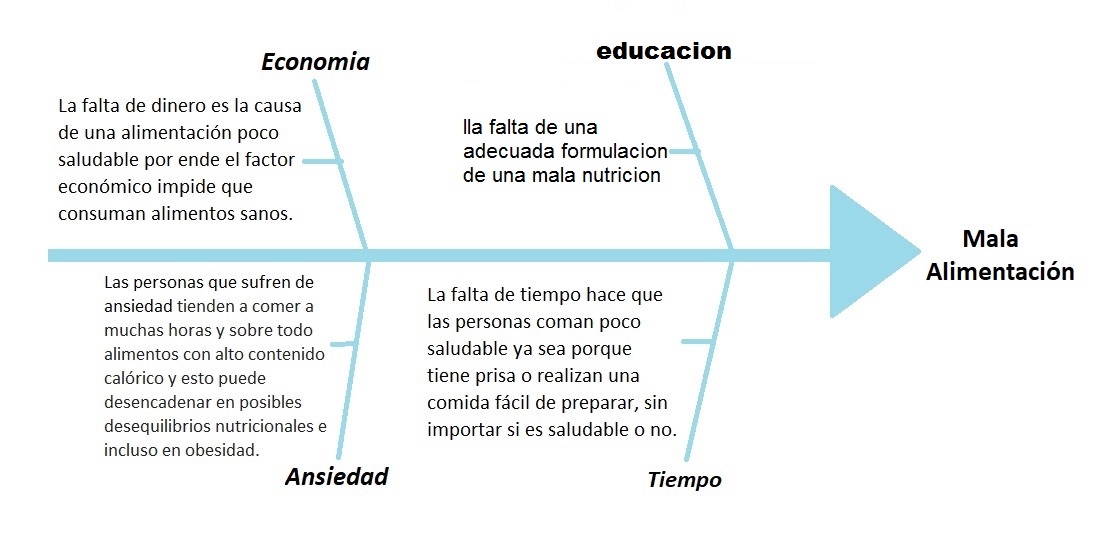 Economia
La falta de dinero es la causa
de una alimentación poco
saludable por ende el factor
económico impide que
consuman alimentos sanos.
educacion
lla falta de una
adecuada formulacion
de una mala nutricion
Mala
Alimentación
Las personas que sufren de
ansiedad tienden a comer a
muchas horas y sobre todo
alimentos con alto contenido
calórico y esto puede
desencadenar en posibles
desequilibrios nutricionales e
incluso en obesidad.
Ansiedad
La falta de tiempo hace que
las personas coman poco
saludable ya sea porque
tiene prisa o realizan una
comida fácil de preparar, sin
importar si es saludable o no.
Tiempo